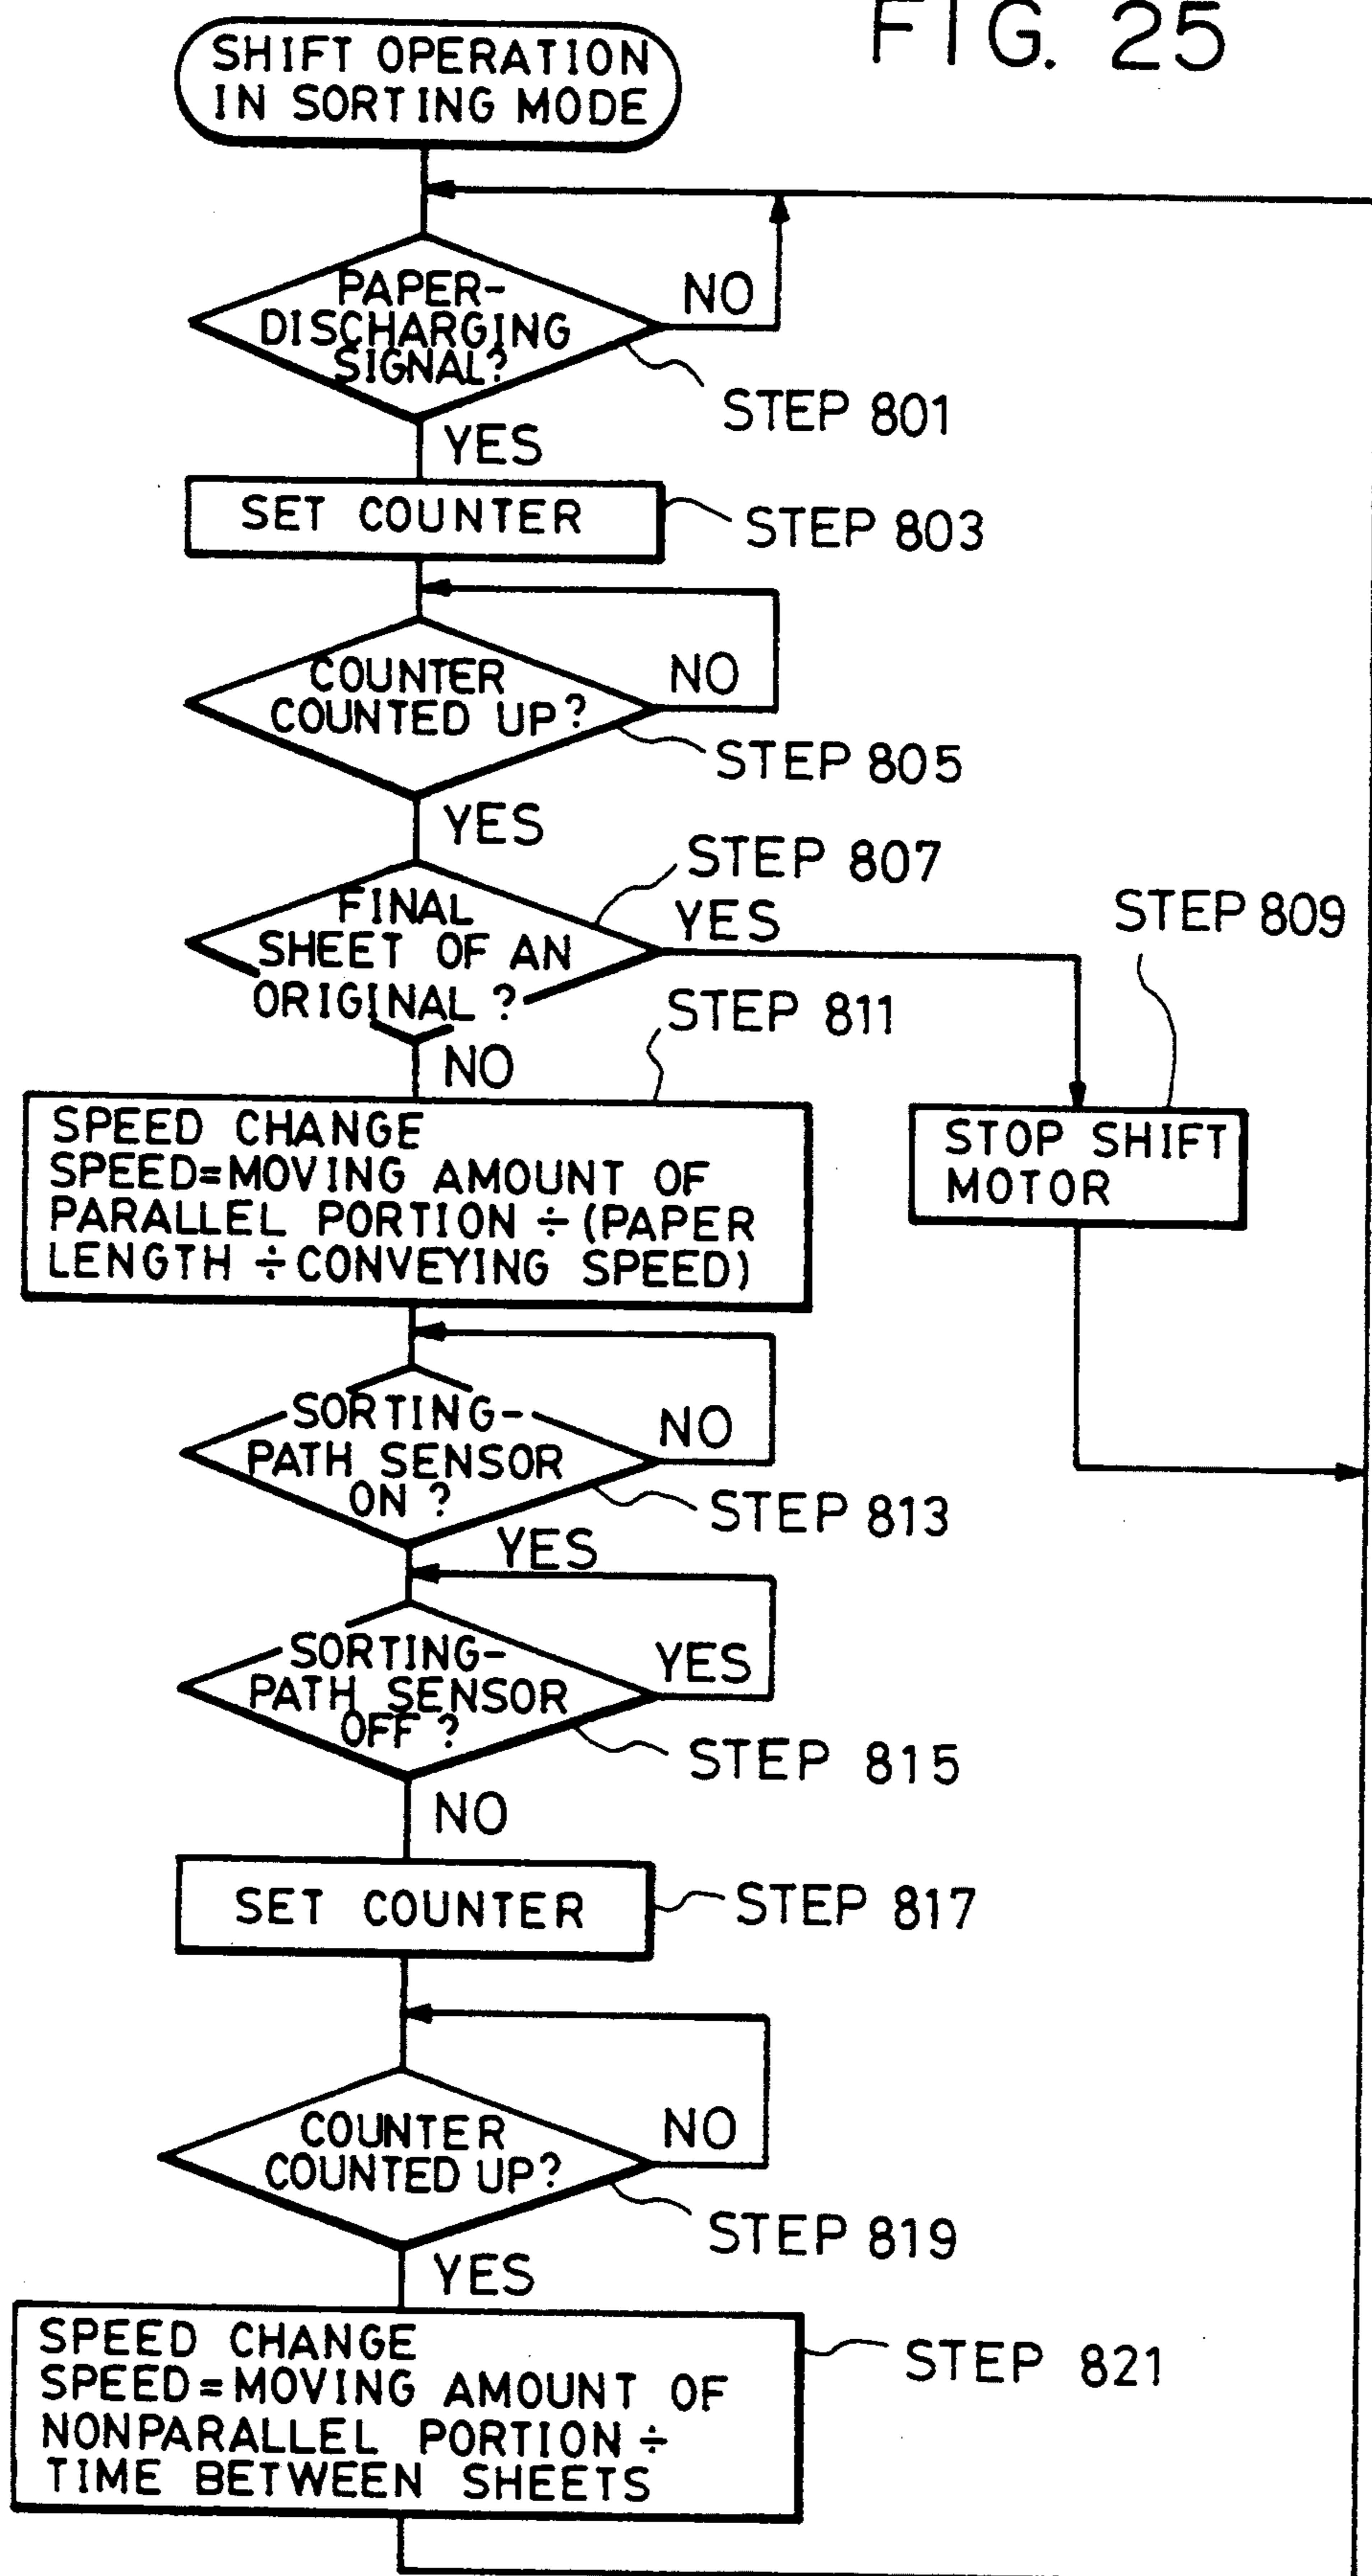 FIG. 25
SHIFT OPERATION
IN SORTING MODE
PAPER-
DISCHARGING
SIGNAL?
NO
STEP 801
YES
SET COUNTER
STEP 803
COUNTER
COUNTED UP?
NO
STEP 805
YES
STEP 807
FINAL
SHEET OF AN
ORIGINAL ?
YES
STEP 809
STEP 811
NO
SPEED CHANGE
SPEED=MOVING AMOUNT OF
PARALLEL PORTION ÷ (PAPER
LENGTH ÷ CONVEYING SPEED)
STOP SHIFT
MOTOR
SORTING-
PATH SENSOR
ON ?
NO
STEP 813
YES
SORTING-
PATH SENSOR
OFF ?
YES
STEP 815
NO
SET COUNTER
STEP 817
COUNTER
COUNTED UP?
NO
STEP 819
YES
SPEED CHANGE
SPEED=MOVING AMOUNT OF
NONPARALLEL PORTION ÷
TIME BETWEEN SHEETS
STEP 821